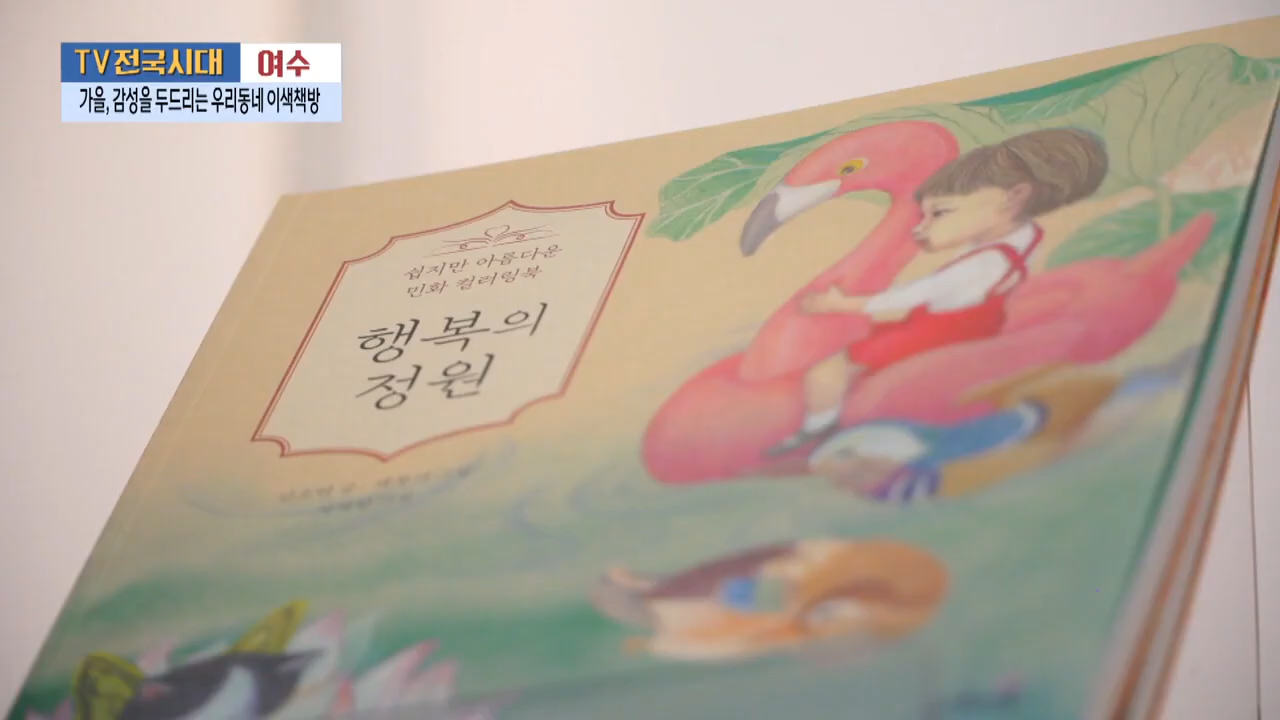 TV전국시대 여수
가을, 감성을 두드리는 우리동네 이색책방
쉽지만 아름다운
민화 컬러링북
행복의
정원